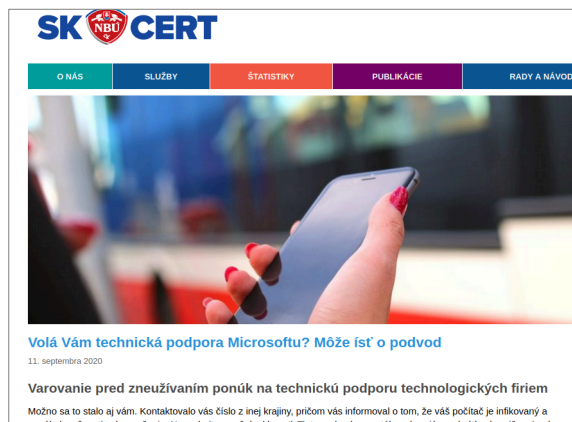 SK NBÚ CERT
O NÁS SLUŽBY ŠTATISTIKY PUBLIKÁCIE RADY A NÁVOD
Volá Vám technická podpora Microsoftu? Môže ísť o podvod
11. septembra 2020
Varovanie pred zneužívaním ponúk na technickú podporu technologických firiem
Možno sa to stalo aj vám. Kontaktovalo vás číslo z inej krajiny, pričom vás informoval o tom, že váš počítač je infikovaný a